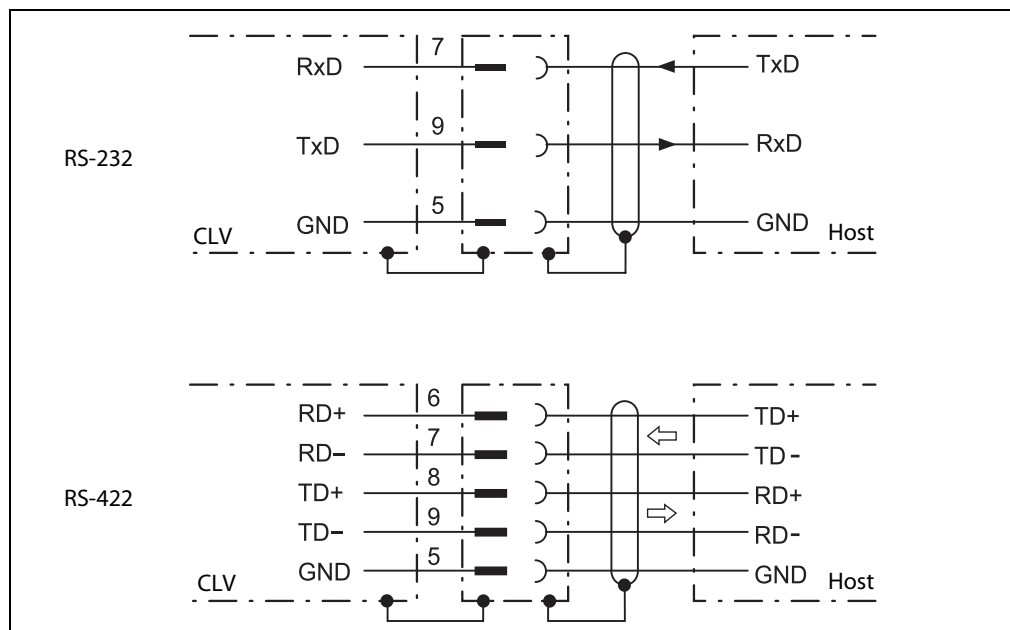 7
RxD TxD
9
RS-232 TxD RxD
5
GND GND
CLV Host
6
RD+ TD+
7
RD– TD-
8
RS-422 TD+ RD+
9
TD– RD-
5
GND GND
CLV Host